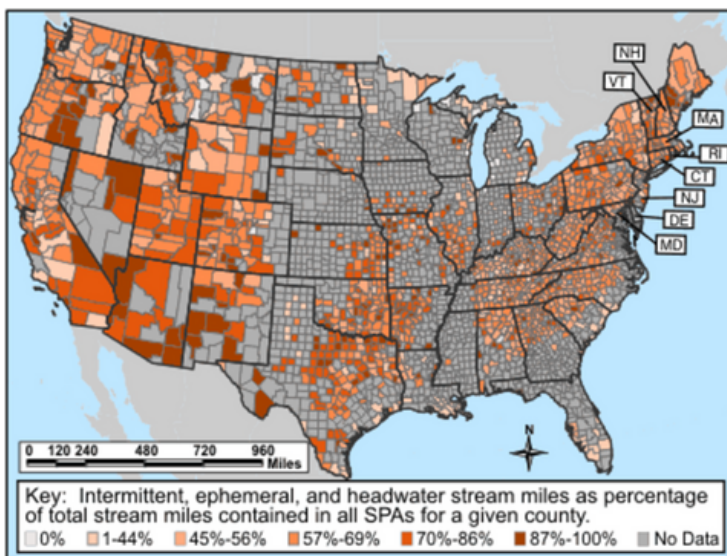 NH
VT
MA
RI
CT
NJ
DE
MD
N
0 120 240 480 720 960
Miles
Key: Intermittent, ephemeral, and headwater stream miles as percentage
of total stream miles contained in all SPAs for a given county.
0% 1-44% 45%-56% 57%-69% 70%-86% 87%-100% No Data